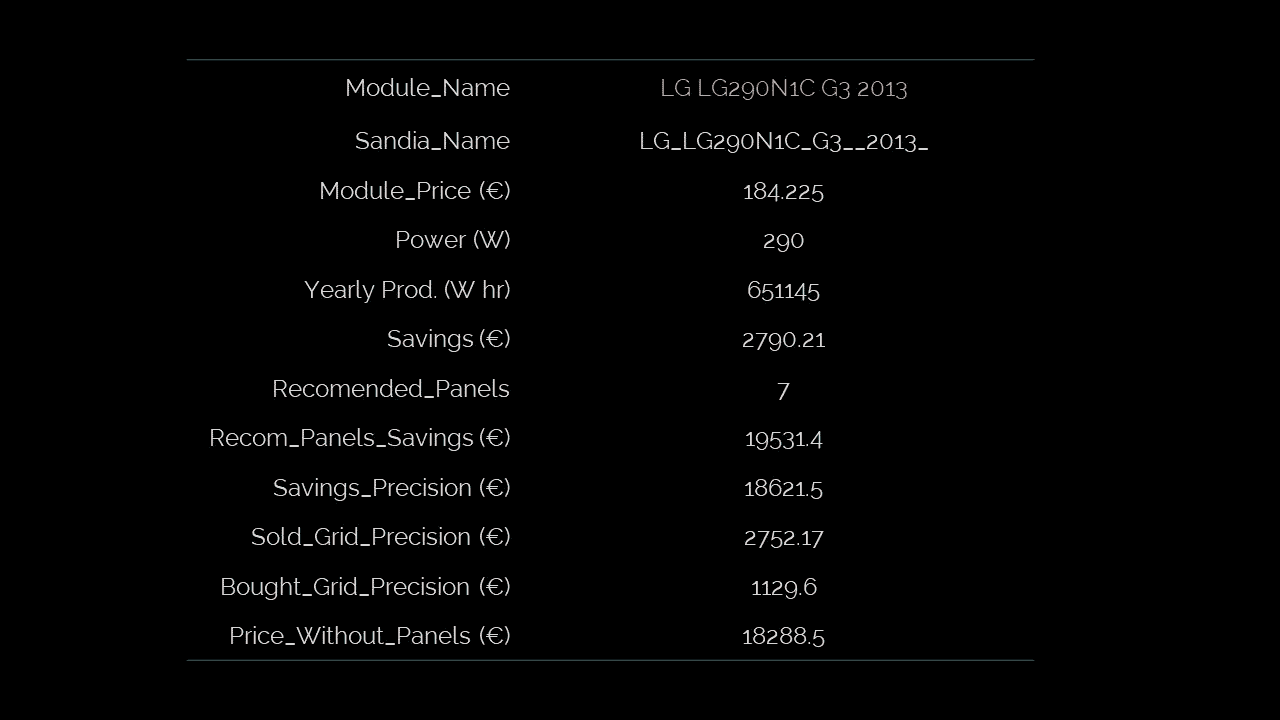 Module_Name LG LG290N1C G3 2013
Sandia_Name LG_LG290N1C_G3__2013_
Module_Price (€) 184.225
Power (W) 290
Yearly Prod. (W hr) 651145
Savings (€) 2790.21
Recomended_Panels 7
Recom_Panels_Savings (€) 19531.4
Savings_Precision (€) 18621.5
Sold_Grid_Precision (€) 2752.17
Bought_Grid_Precision (€) 1129.6
Price_Without_Panels (€) 18288.5